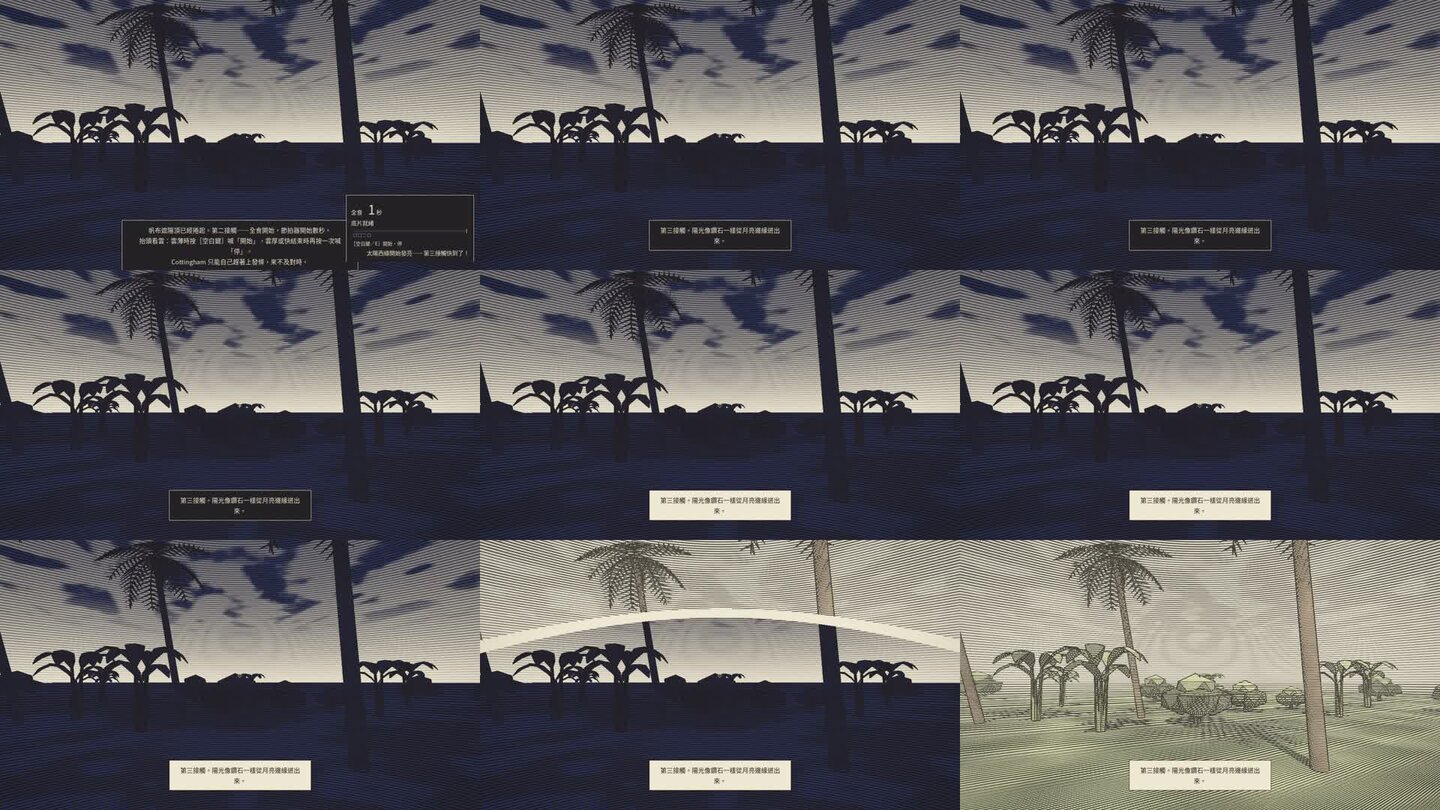 帆布遮陽頂已經捲起。第二接觸——全食開始，節拍器開始數秒。
抬頭看雲：雲薄時按［空白鍵］喊「開始」，雲厚或快結束時再按一次喊
「停」。
Cottingham 只能自己趕著上發條，來不及對時。
全食 1 秒
底片就緒
［空白鍵／E］開始・停
太陽西緣開始發亮——第三接觸快到了！
第三接觸。陽光像鑽石一樣從月亮邊緣迸出
來。
第三接觸。陽光像鑽石一樣從月亮邊緣迸出
來。
第三接觸。陽光像鑽石一樣從月亮邊緣迸出
來。
第三接觸。陽光像鑽石一樣從月亮邊緣迸出
來。
第三接觸。陽光像鑽石一樣從月亮邊緣迸出
來。
第三接觸。陽光像鑽石一樣從月亮邊緣迸出
來。
第三接觸。陽光像鑽石一樣從月亮邊緣迸出
來。
第三接觸。陽光像鑽石一樣從月亮邊緣迸出
來。